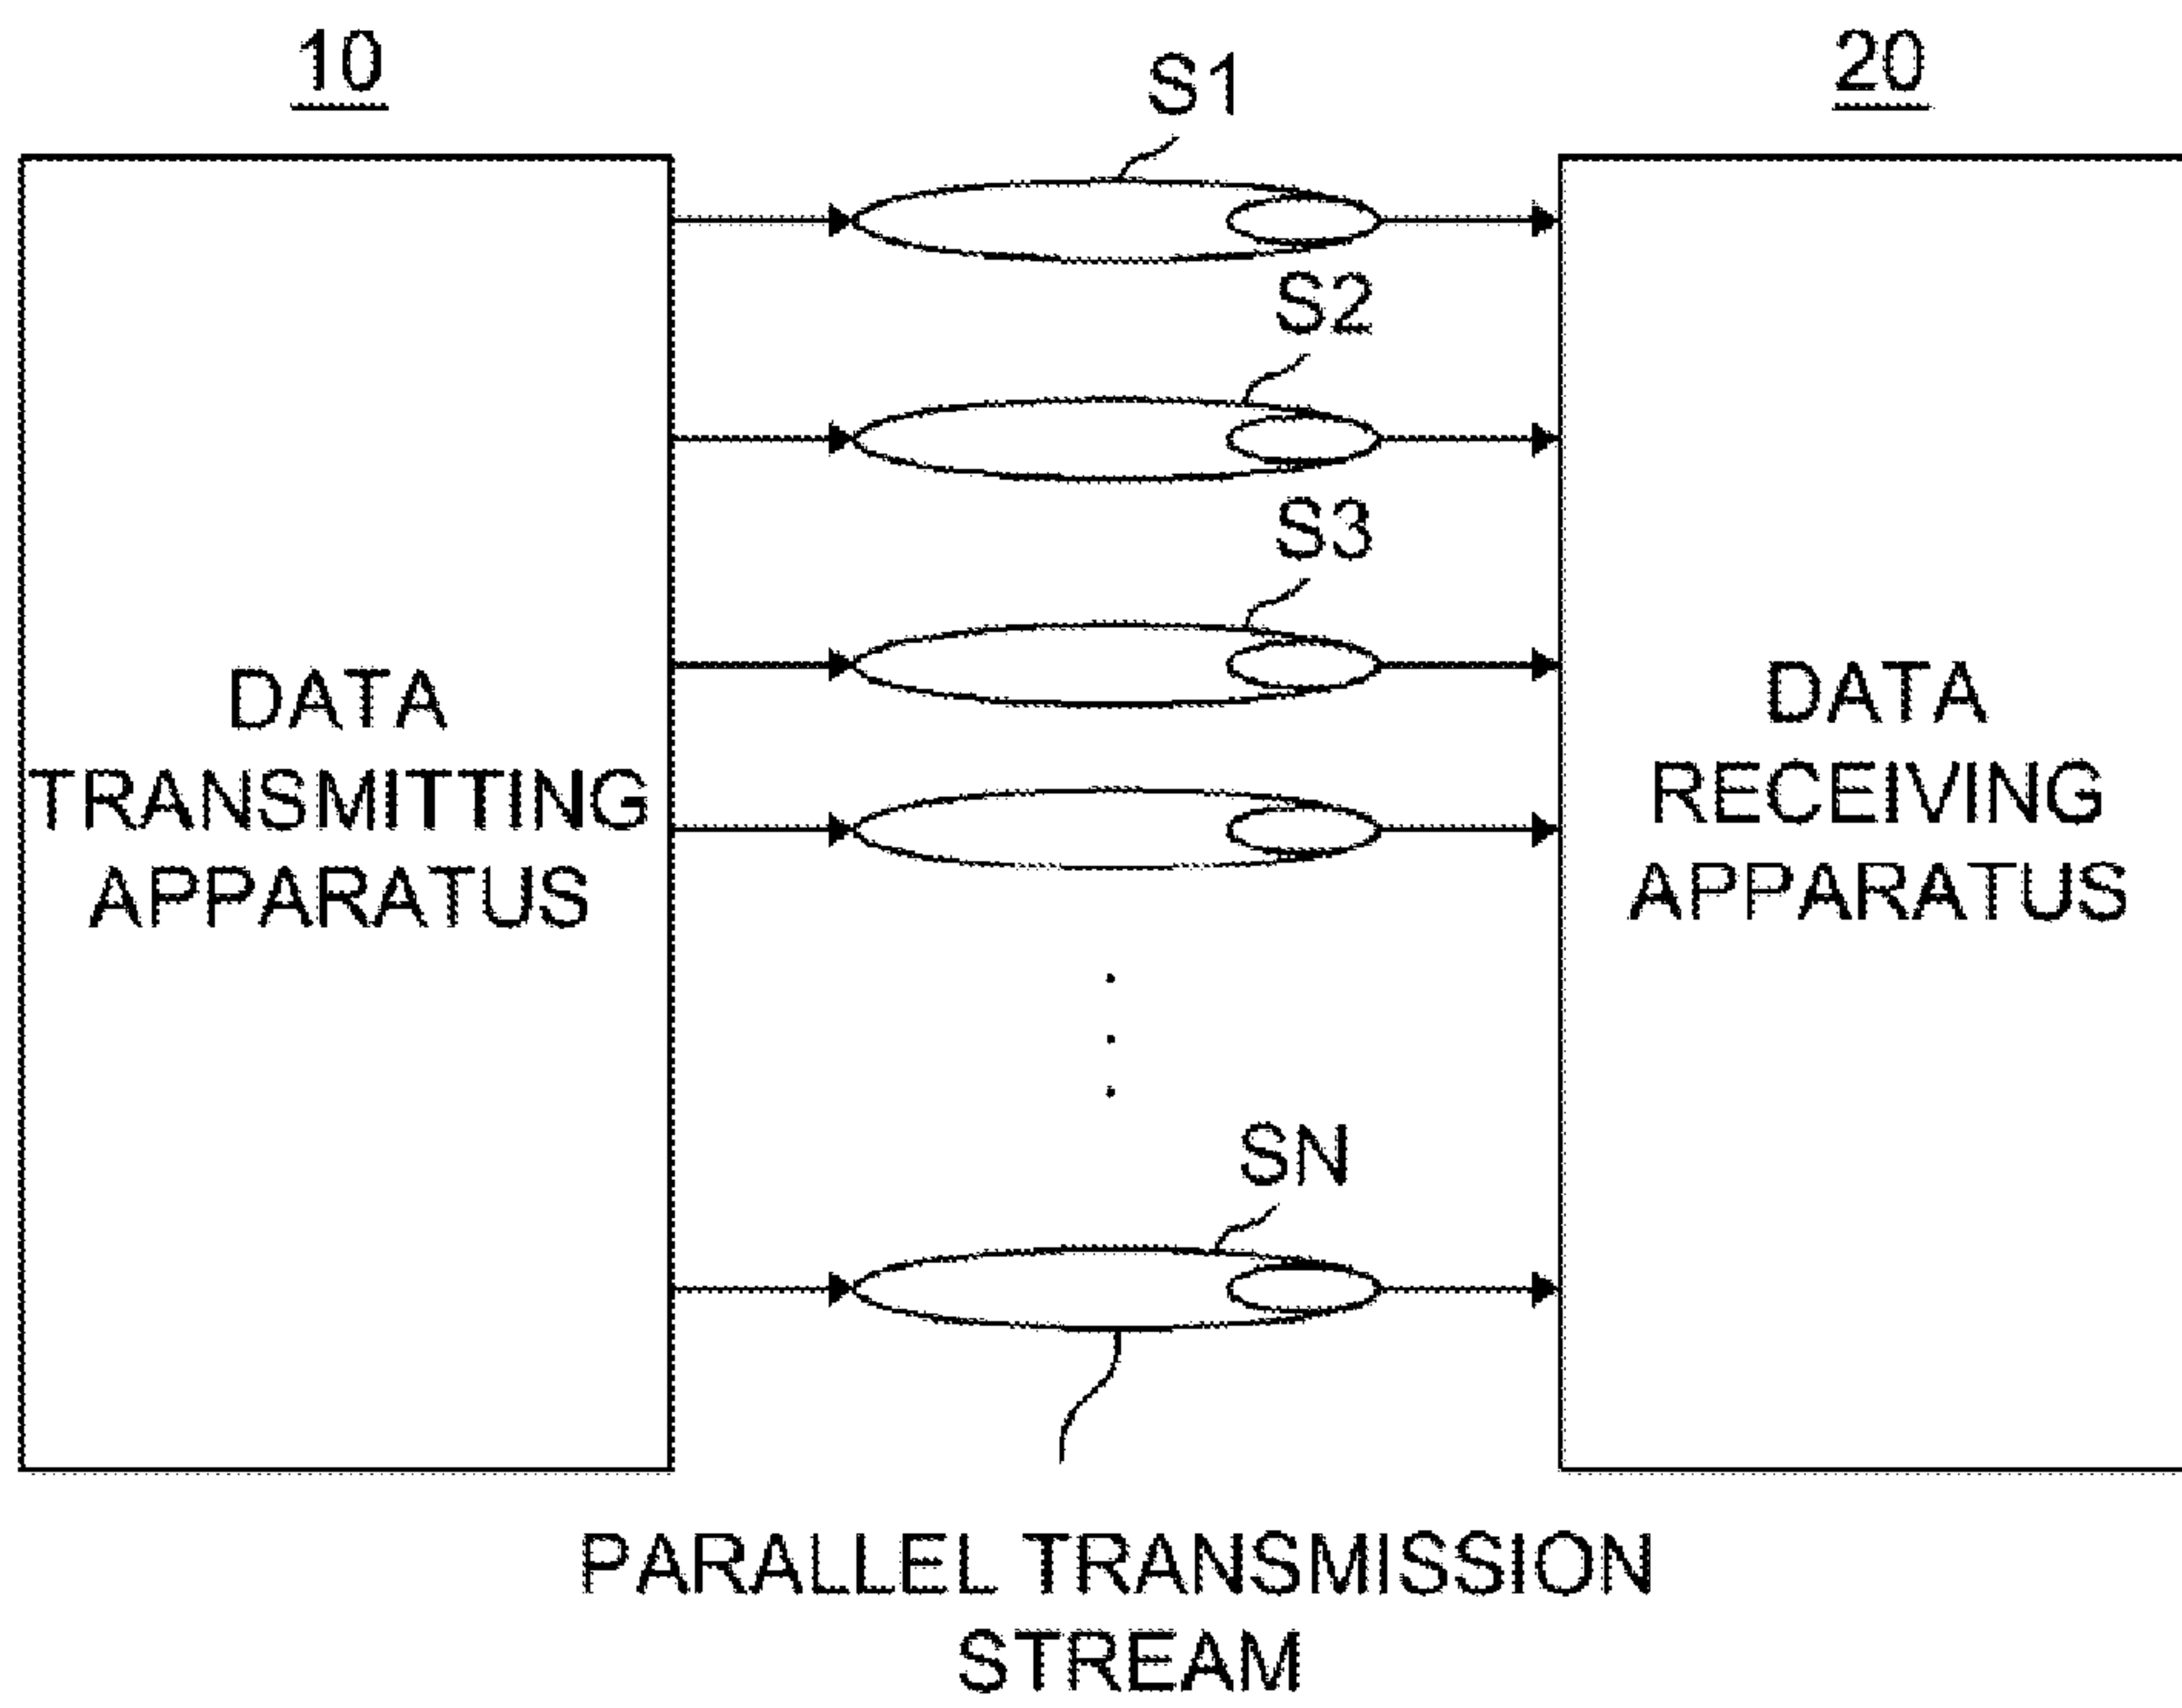 10
20
S1
S2
S3
DATA
TRANSMITTING
APPARATUS
DATA
RECEIVING
APPARATUS
SN
PARALLEL TRANSMISSION
STREAM